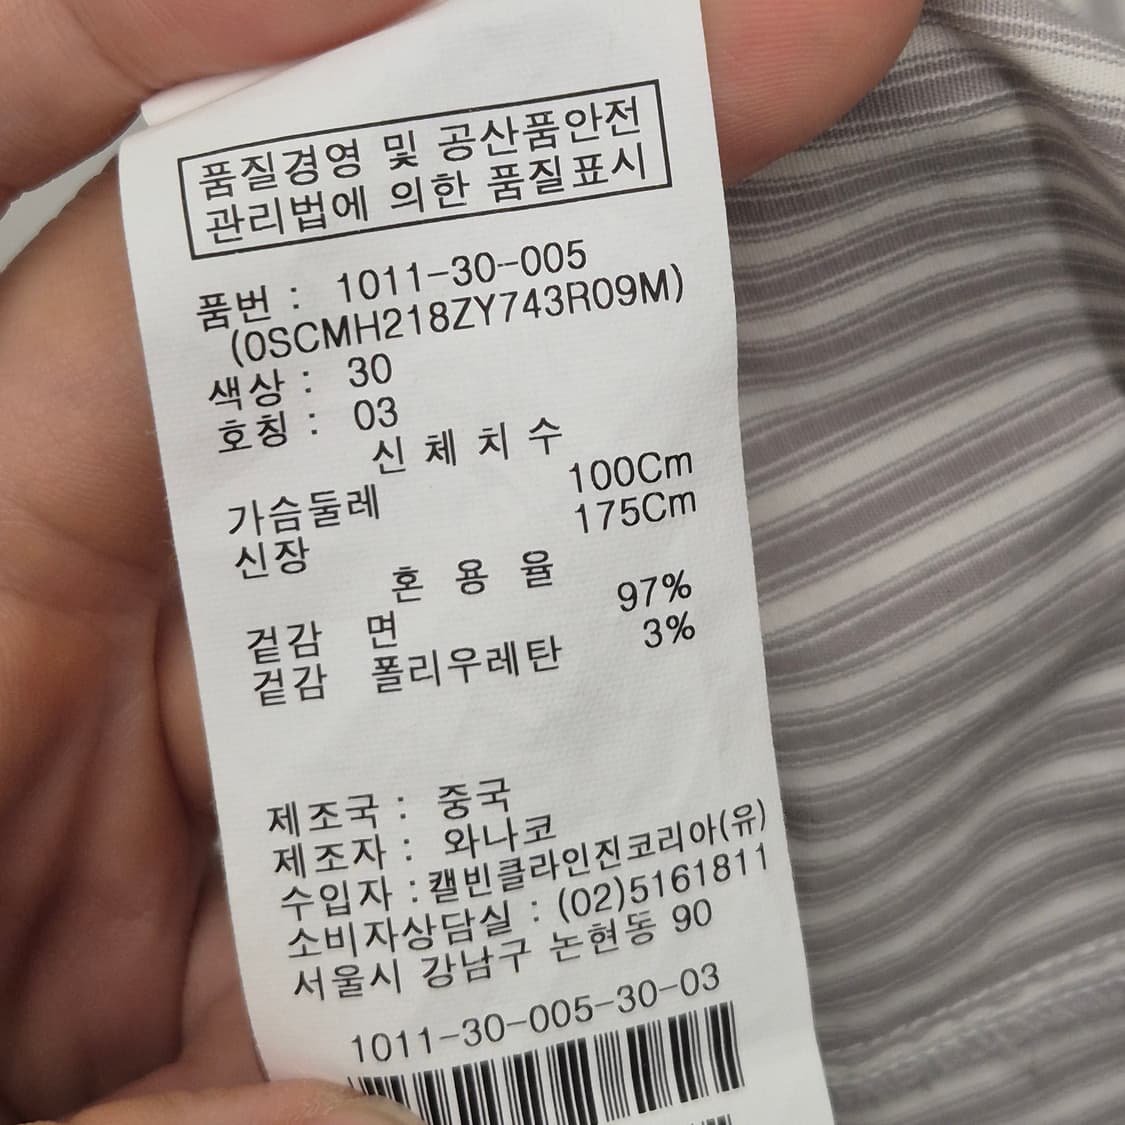 품질경영 및 공산품안전
관리법에 의한 품질표시
품번 : 1011-30-005
(0SCMH218ZY743R09M)
색상 : 30
호칭 : 03
신 체 치 수
가슴둘레 100Cm
신장 175Cm
혼 용 율
겉감 면 97%
겉감 폴리우레탄 3%
제조국 : 중국
제조자 : 와나코
수입자 : 캘빈클라인진코리아(유)
소비자상담실 : (02)5161811
서울시 강남구 논현동 90
1011-30-005-30-03